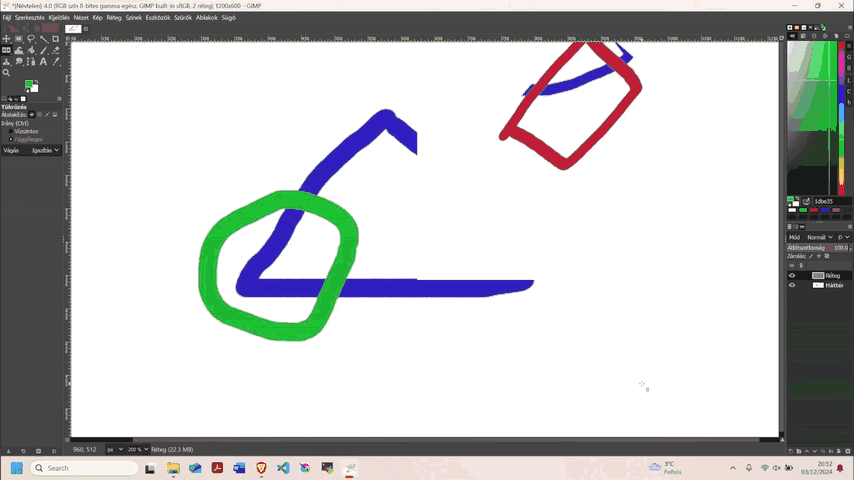 *[Névtelen] 4.0 (RGB szín 8-bites gamma egész, GIMP built-in sRGB, 2 réteg) 1200x600 – GIMP
Fájl Szerkesztés Kijelölés Nézet Kép Réteg Színek Eszközök Szűrők Ablakok Súgó
Tükrözés
Átalakítás:
Irány (Ctrl)
Vízszintes
Függőleges
Vágás Igazítás
R
G
B
L
C
h
1dbe35
Mód Normál
Átlátszatlanság 100,0
Zárolás:
Réteg
Háttér
960, 512 px 200 % Réteg (22.3 MB)
Search
3°C
Felhős
20:52
03/12/2024